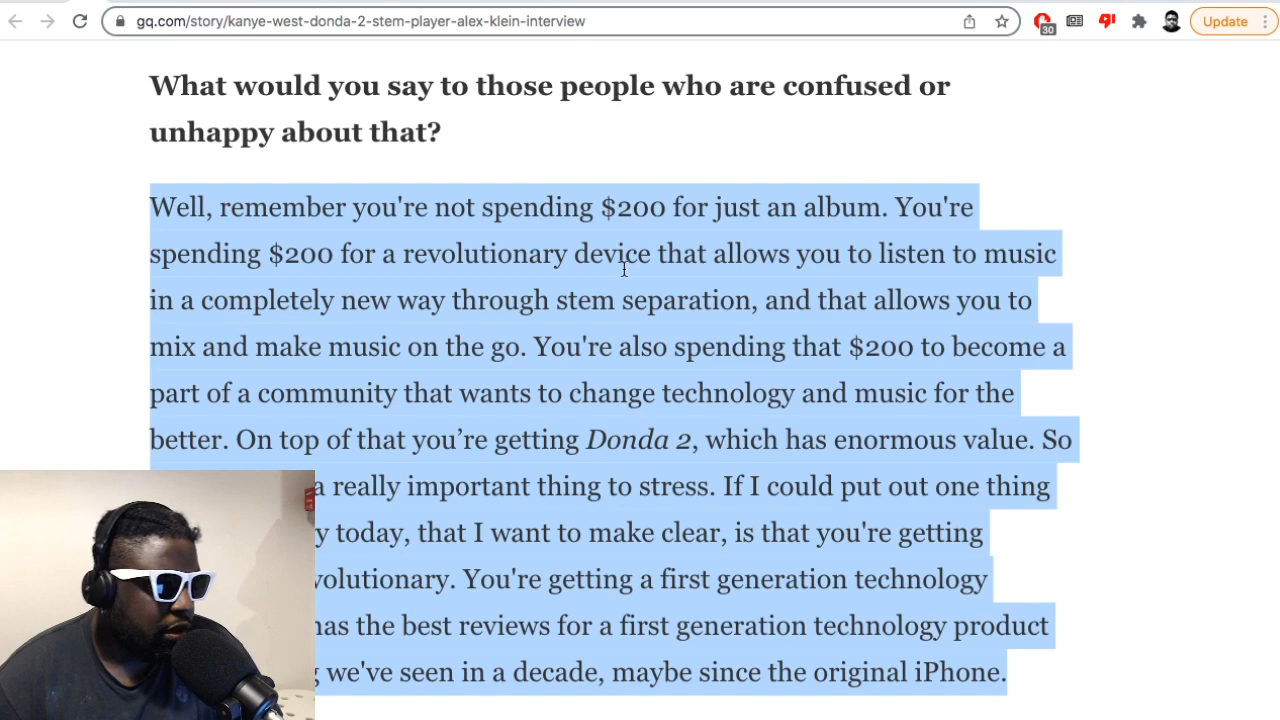 gq.com/story/kanye-west-donda-2-stem-player-alex-klein-interview
30
Update
What would you say to those people who are confused or
unhappy about that?
Well, remember you're not spending $200 for just an album. You're
spending $200 for a revolutionary device that allows you to listen to music
in a completely new way through stem separation, and that allows you to
mix and make music on the go. You're also spending that $200 to become a
part of a community that wants to change technology and music for the
better. On top of that you’re getting Donda 2, which has enormous value. So
a really important thing to stress. If I could put out one thing
y today, that I want to make clear, is that you're getting
volutionary. You're getting a first generation technology
has the best reviews for a first generation technology product
g we've seen in a decade, maybe since the original iPhone.